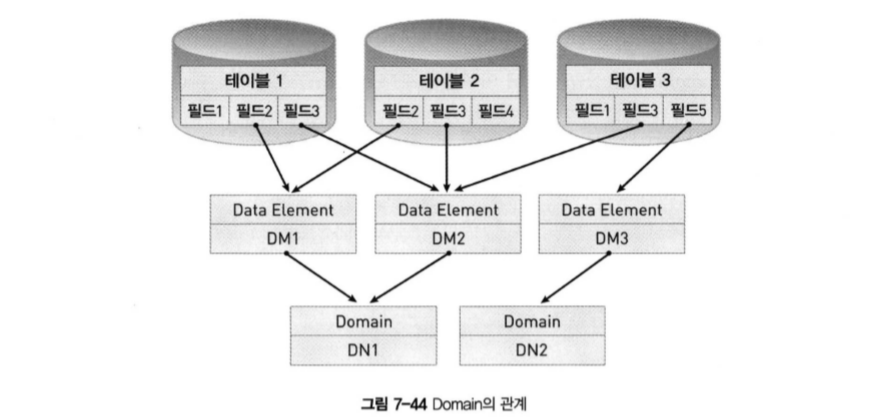 테이블 1
테이블 2
테이블 3
필드1 필드2 필드3
필드2 필드3 필드4
필드1 필드3 필드5
Data Element
Data Element
Data Element
DM1
DM2
DM3
Domain
Domain
DN1
DN2
그림 7-44 Domain의 관계